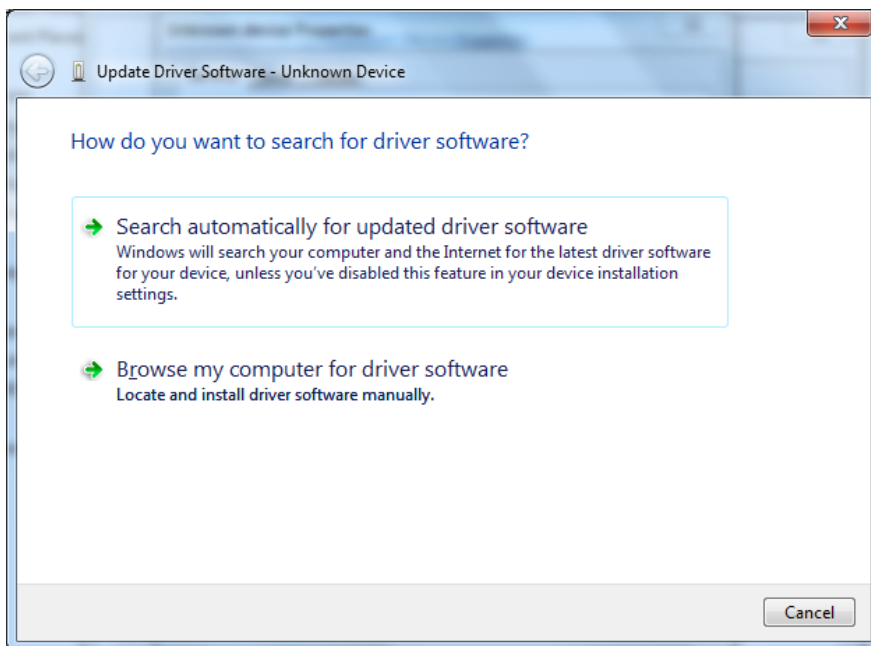 Unknown device Properties
Update Driver Software - Unknown Device
How do you want to search for driver software?
Search automatically for updated driver software
Windows will search your computer and the Internet for the latest driver software
for your device, unless you've disabled this feature in your device installation
settings.
Browse my computer for driver software
Locate and install driver software manually.
Cancel